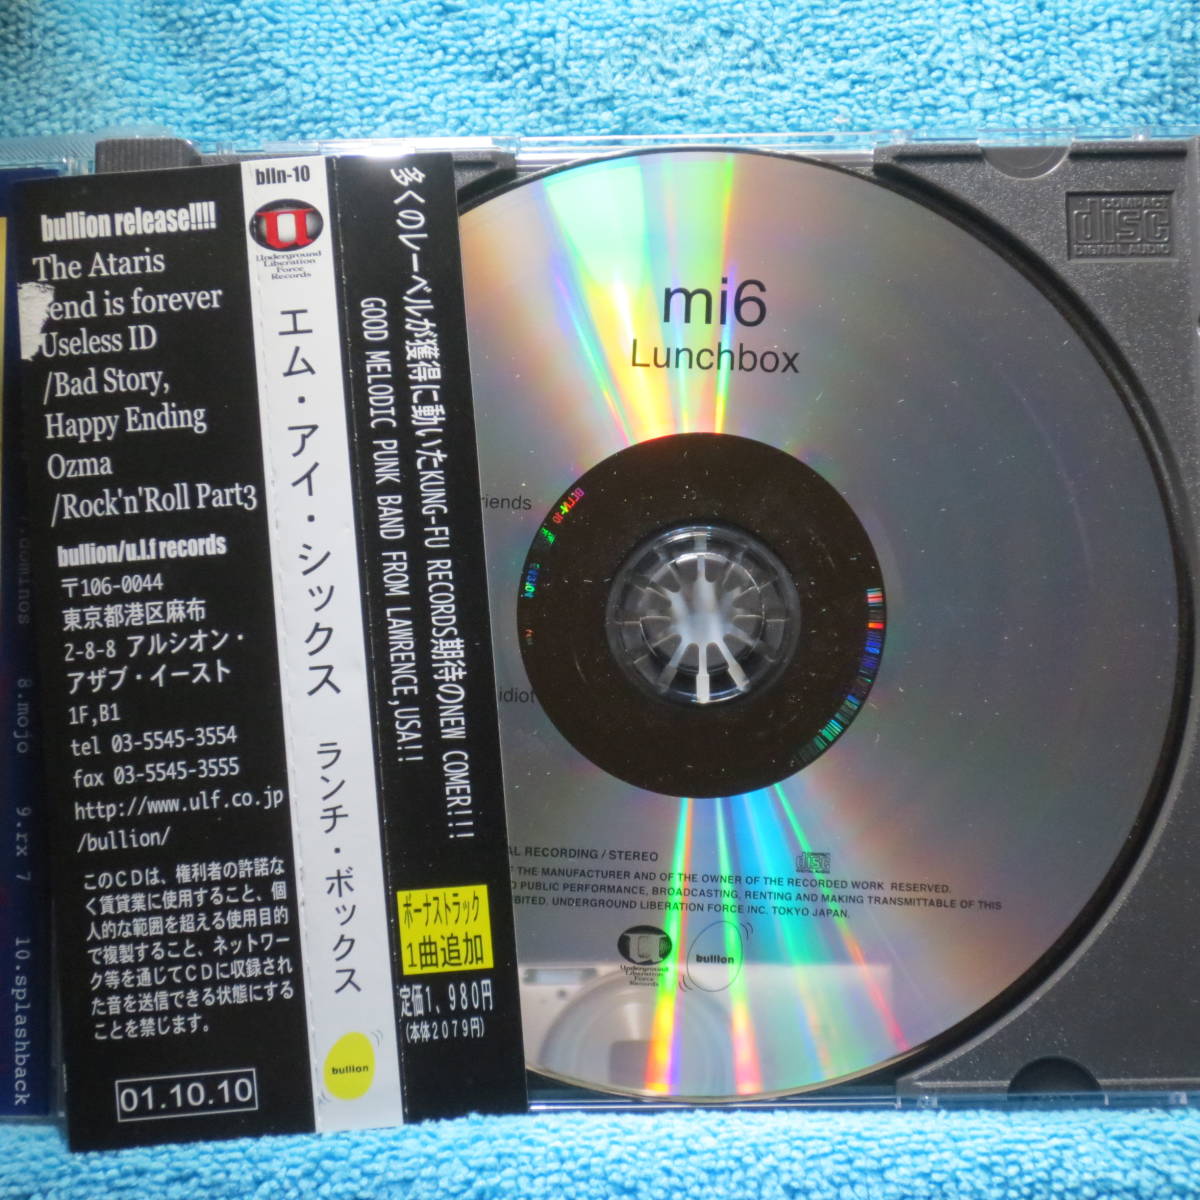 bullion release!!!!
The Ataris
end is forever
Useless ID
/Bad Story,
Happy Ending
Ozma
/Rock'n'Roll Part3
bullion/u.l.f records
〒106-0044
東京都港区麻布
2-8-8 アルシオン・
アザブ・イースト
1F,B1
tel 03-5545-3554
fax 03-5545-3555
http://www.ulf.co.jp
/bullion/
このCDは、権利者の許諾な
く賃貸業に使用すること、個
人的な範囲を超える使用目的
で複製すること、ネットワー
ク等を通じてCDに収録され
た音を送信できる状態にする
ことを禁じます。
01.10.10
blln-10
Underground
Liberation
Force
Records
エム・アイ・シックス ランチ・ボックス
bullion
多くのレーベルが獲得に動いたKUNG-FU RECORDS期待のNEW COMER!!!
GOOD MELODIC PUNK BAND FROM LAWRENCE,USA!!
ボーナストラック
1曲追加
定価1,980円
(本体2079円)
mi6
Lunchbox
riends
idiot
AL RECORDING / STEREO
THE MANUFACTURER AND OF THE OWNER OF THE RECORDED WORK RESERVED.
PUBLIC PERFORMANCE, BROADCASTING, RENTING AND MAKING TRANSMITTABLE OF THIS
BITED. UNDERGROUND LIBERATION FORCE INC. TOKYO JAPAN.
COMPACT
disc
DIGITAL AUDIO
disc
Underground
Liberation
Force
Records
bullion
dominos 8.mojo 9.rx 7 10.splashback